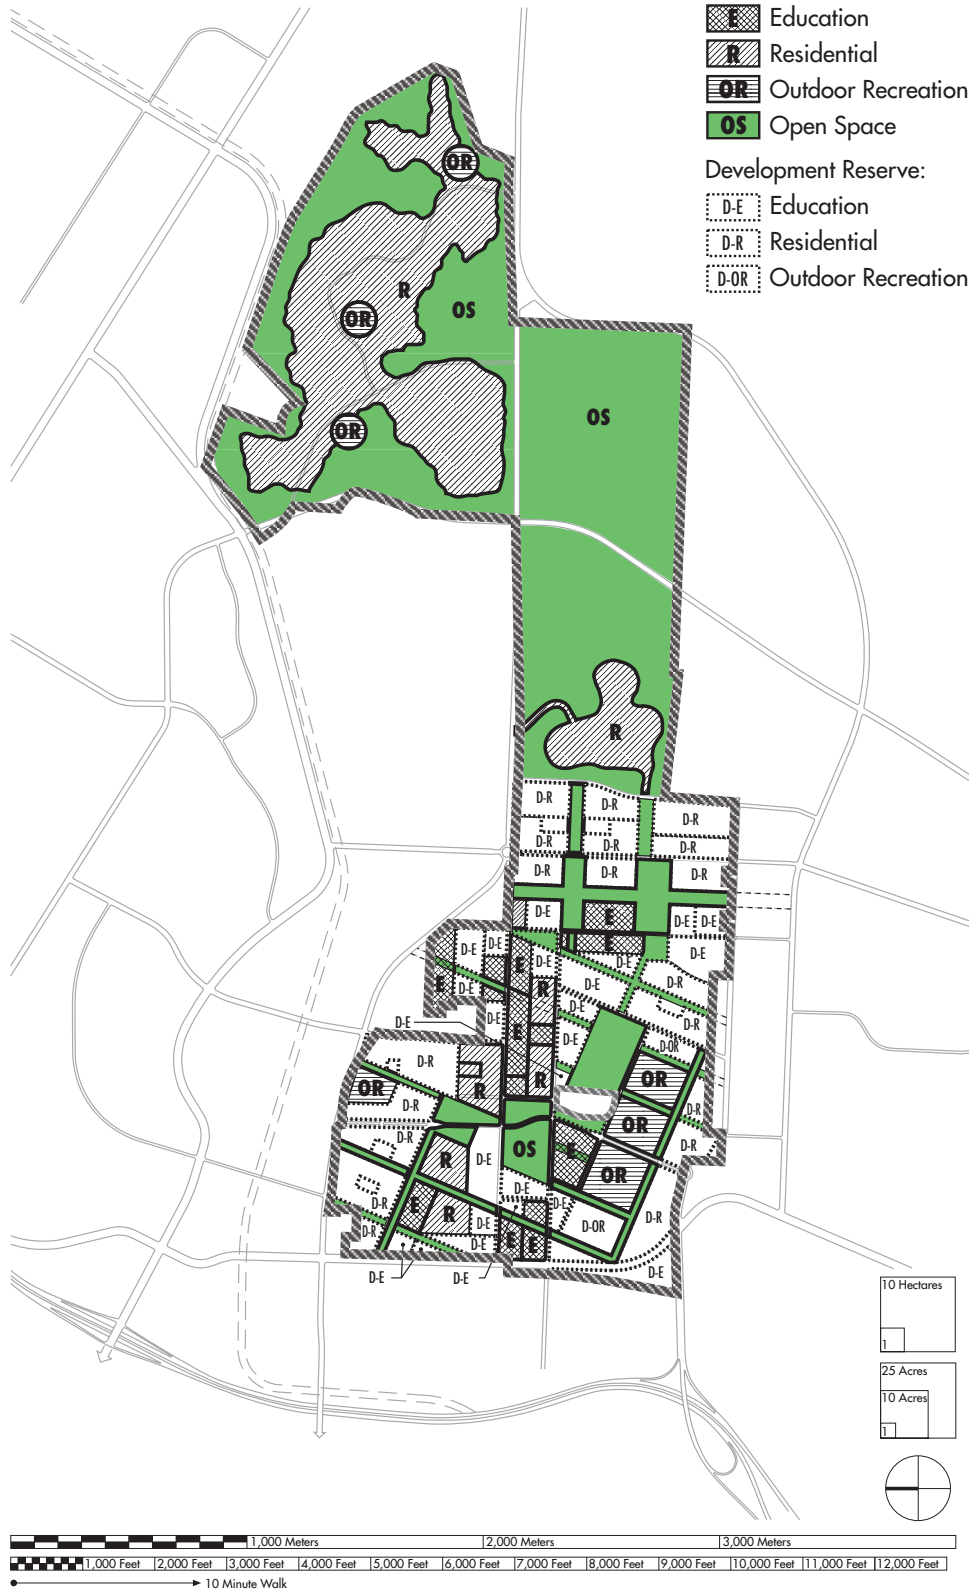 E Education
R Residential
OR Outdoor Recreation
OS Open Space
Development Reserve:
D-E Education
D-R Residential
D-OR Outdoor Recreation
OR
R
OS
OR
OS
OR
R
D-R
D-R
D-R
D-R
D-R
D-R
D-R
D-R
D-R
D-E
E
D-E
D-E
E
D-E
D-E
E
D-E
D-E
D-E
E
D-E
R
D-E
D-R
D-E
D-E
D-R
D-E
E
D-E
D-OR
D-R
R
R
OR
OR
D-R
D-R
OR
D-R
D-R
R
D-E
OS
E
OR
D-E
D-R
E
R
D-E
D-E
D-OR
D-R
D-R
D-E
E
E
D-E
D-E
D-E
10 Hectares
1
25 Acres
10 Acres
1
1,000 Meters 2,000 Meters 3,000 Meters
1,000 Feet 2,000 Feet 3,000 Feet 4,000 Feet 5,000 Feet 6,000 Feet 7,000 Feet 8,000 Feet 9,000 Feet 10,000 Feet 11,000 Feet 12,000 Feet
10 Minute Walk